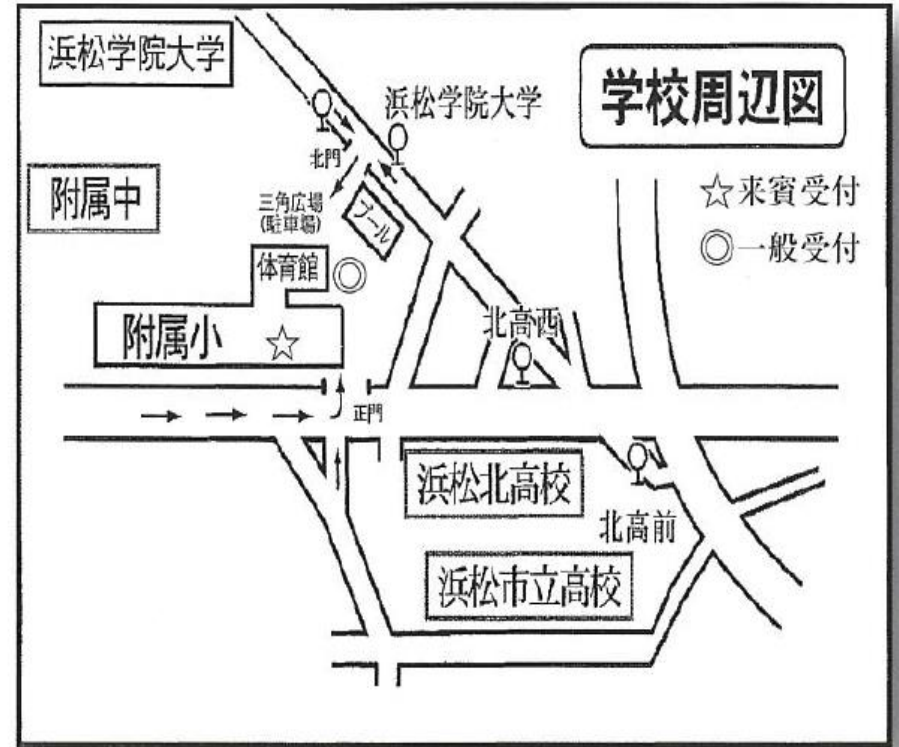 浜松学院大学
学校周辺図
浜松学院大学
北門
附属中
三角広場
(駐車場)
プール
☆来賓受付
◎一般受付
体育館
◎
附属小
☆
北高西
正門
浜松北高校
北高前
浜松市立高校